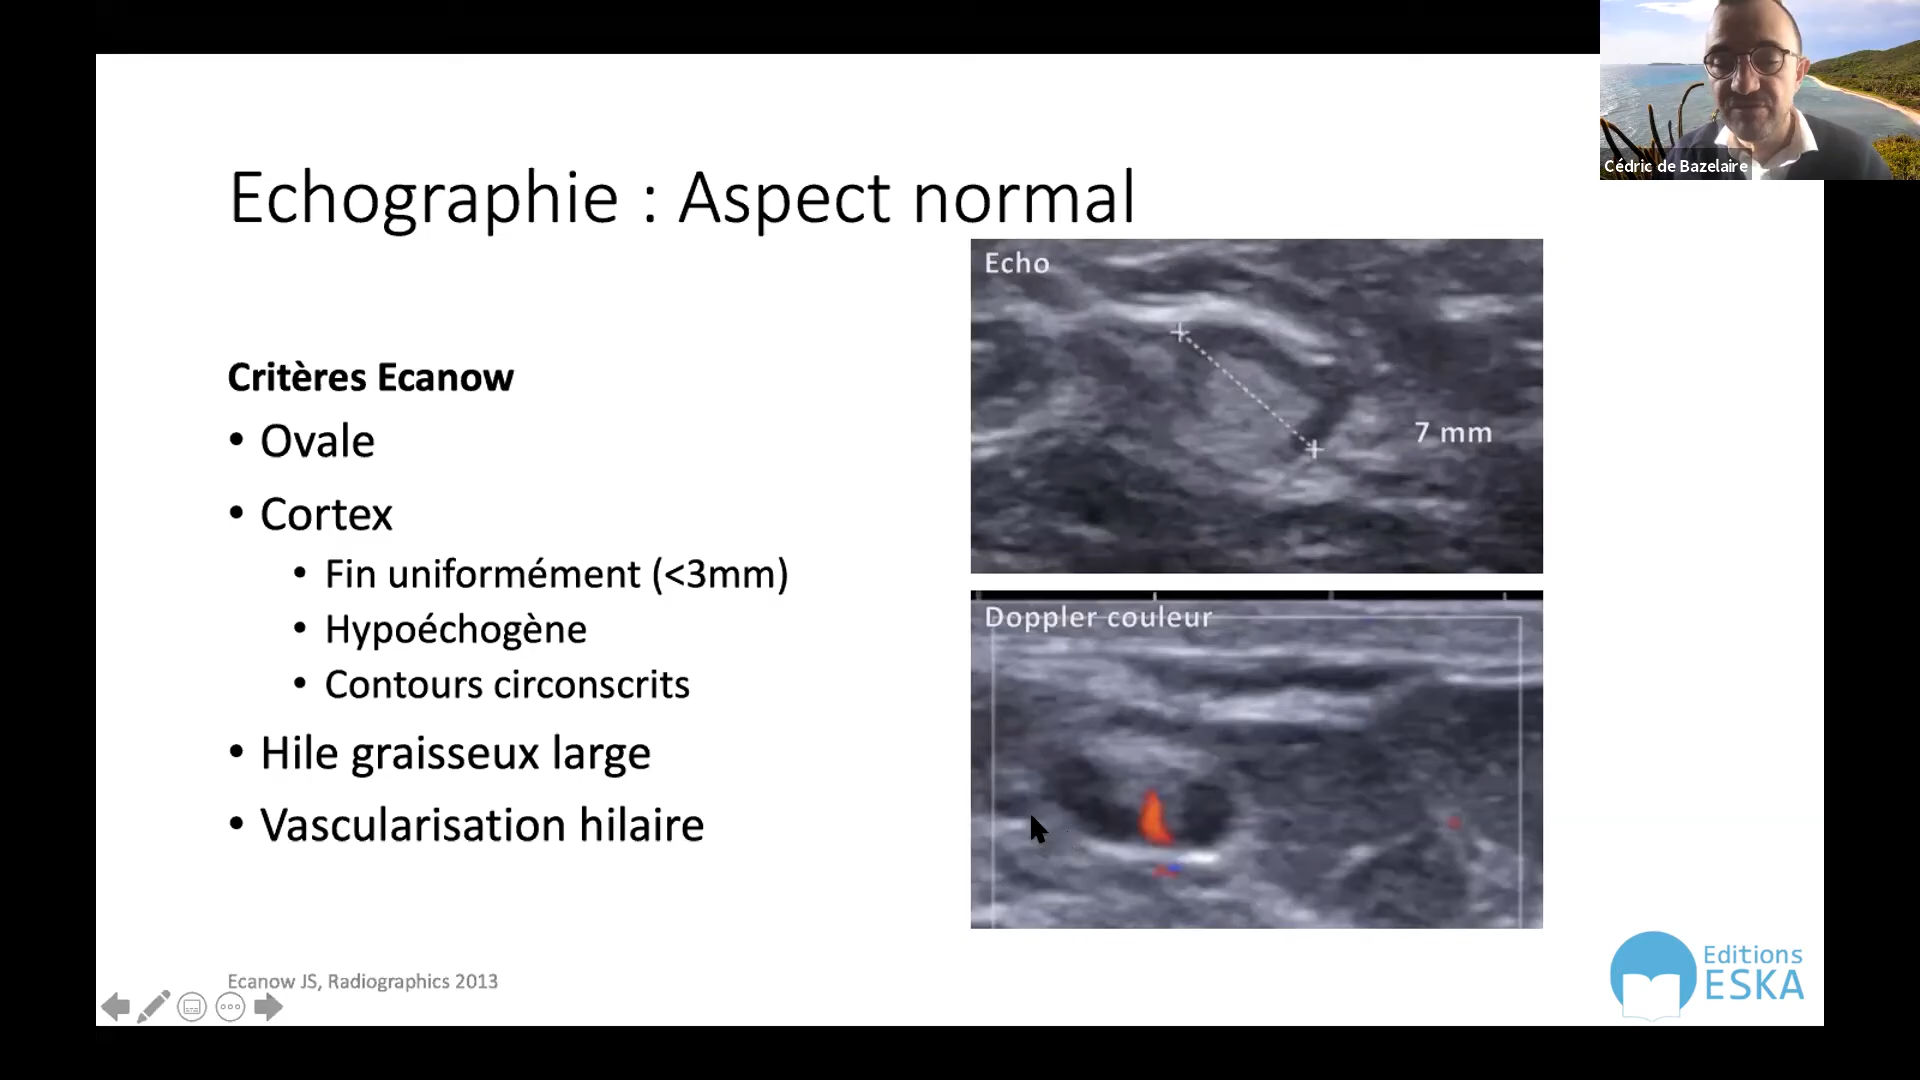 Cédric de Bazelaire
Echographie : Aspect normal
Critères Ecanow
• Ovale
• Cortex
• Fin uniformément (<3mm)
• Hypoéchogène
• Contours circonscrits
• Hile graisseux large
• Vascularisation hilaire
Echo
7 mm
Doppler couleur
Ecanow JS, Radiographics 2013
Editions
ESKA